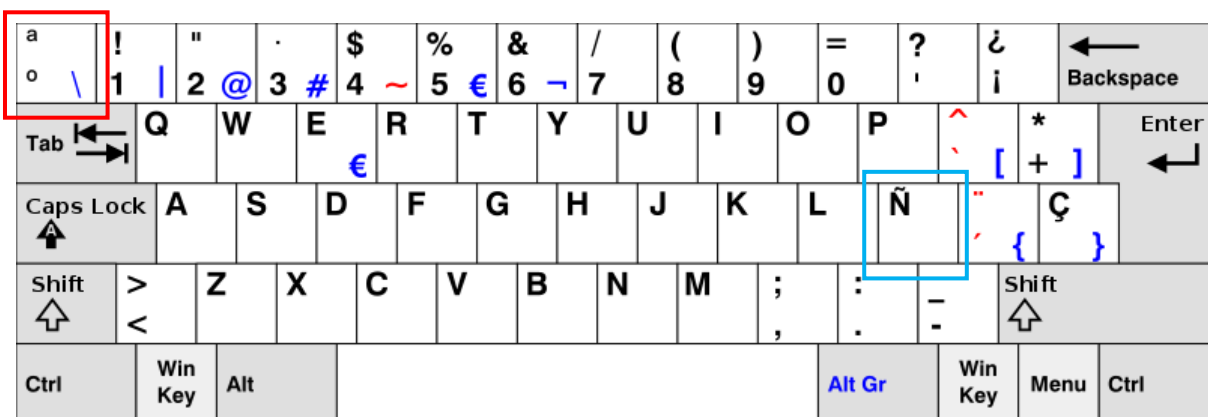 a ! " · $ % & / ( ) = ? ¿
º \ 1 | 2 @ 3 # 4 ~ 5 € 6 ¬ 7 8 9 0 ' ¡ Backspace
Tab Q W E € R T Y U I O P ^ ` [ * + ] Enter
Caps Lock A S D F G H J K L Ñ ¨ ´ { Ç }
Shift > < Z X C V B N M ; , : . _ - Shift
Ctrl Win Key Alt Alt Gr Win Key Menu Ctrl